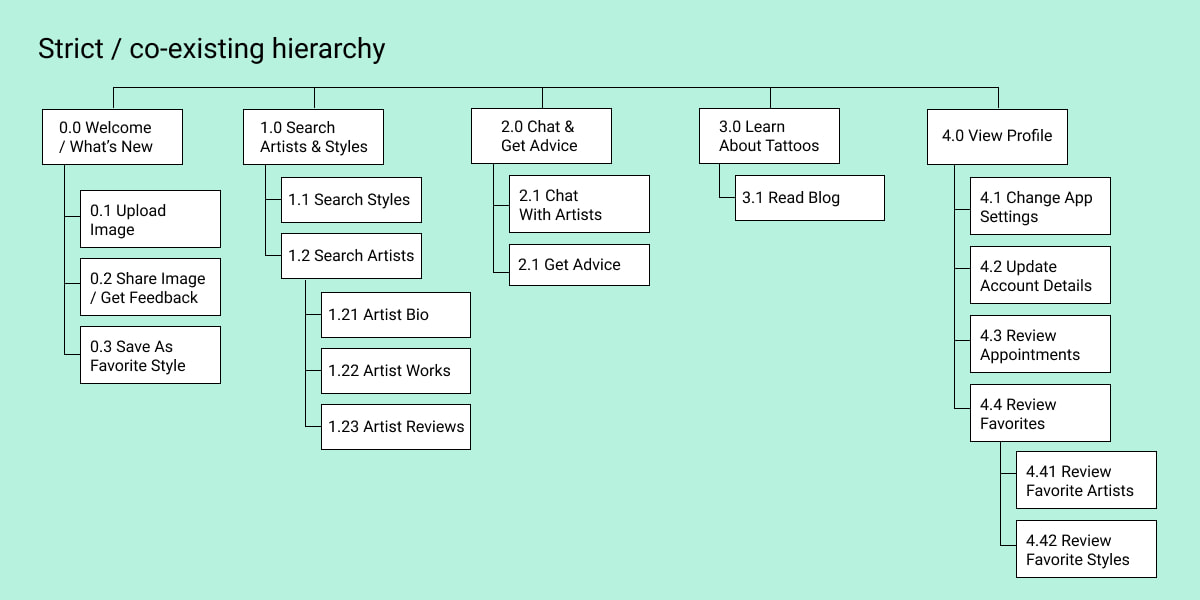 Strict / co-existing hierarchy
0.0 Welcome
/ What’s New
0.1 Upload
Image
0.2 Share Image
/ Get Feedback
0.3 Save As
Favorite Style
1.0 Search
Artists & Styles
1.1 Search Styles
1.2 Search Artists
1.21 Artist Bio
1.22 Artist Works
1.23 Artist Reviews
2.0 Chat &
Get Advice
2.1 Chat
With Artists
2.1 Get Advice
3.0 Learn
About Tattoos
3.1 Read Blog
4.0 View Profile
4.1 Change App
Settings
4.2 Update
Account Details
4.3 Review
Appointments
4.4 Review
Favorites
4.41 Review
Favorite Artists
4.42 Review
Favorite Styles